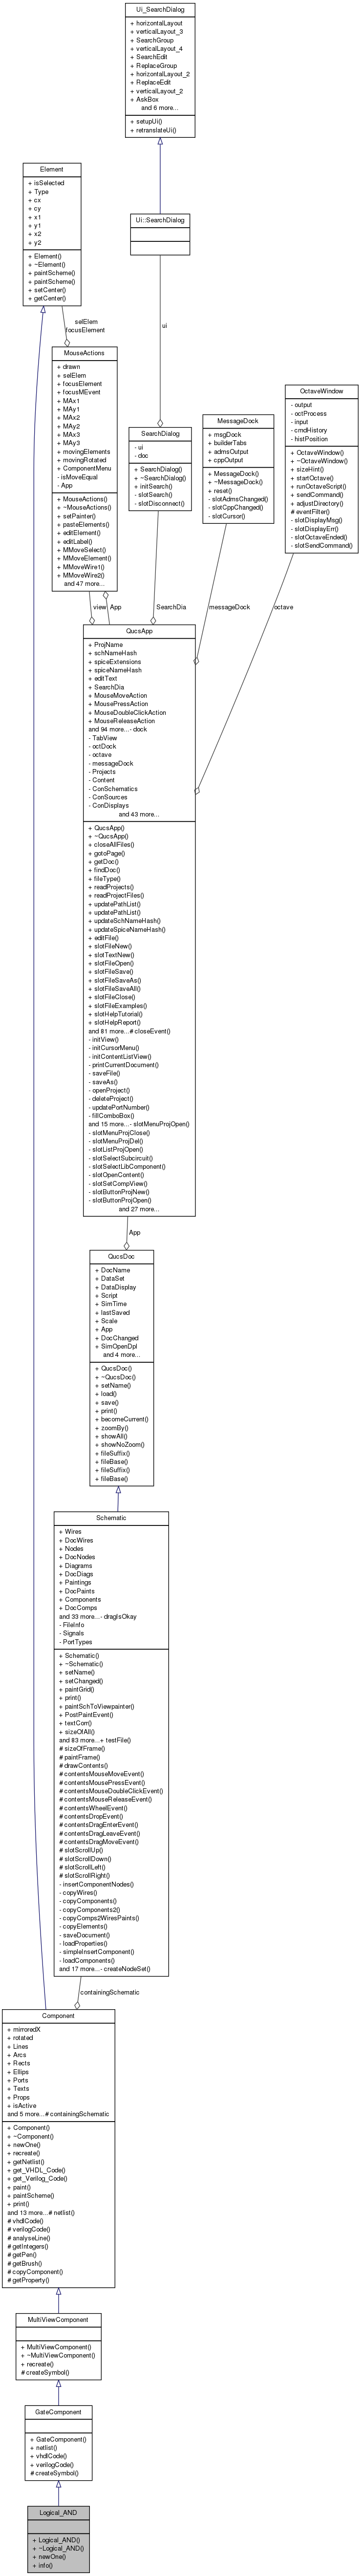 Ui_SearchDialog
+ horizontalLayout
+ verticalLayout_3
+ SearchGroup
+ verticalLayout_4
+ SearchEdit
+ ReplaceGroup
+ horizontalLayout_2
+ ReplaceEdit
+ verticalLayout_2
+ AskBox
and 6 more...
+ setupUi()
+ retranslateUi()
Element
+ isSelected
+ Type
+ cx
+ cy
+ x1
+ y1
+ x2
+ y2
+ Element()
+ ~Element()
+ paintScheme()
+ paintScheme()
+ setCenter()
+ getCenter()
Ui::SearchDialog
selElem
focusElement
ui
MouseActions
+ drawn
+ selElem
+ focusElement
+ focusMEvent
+ MAx1
+ MAy1
+ MAx2
+ MAy2
+ MAx3
+ MAy3
+ movingElements
+ movingRotated
+ ComponentMenu
- isMoveEqual
- App
+ MouseActions()
+ ~MouseActions()
+ setPainter()
+ pasteElements()
+ editElement()
+ editLabel()
+ MMoveSelect()
+ MMoveElement()
+ MMoveWire1()
+ MMoveWire2()
and 47 more...
SearchDialog
- ui
- doc
+ SearchDialog()
+ ~SearchDialog()
+ initSearch()
- slotSearch()
- slotDisconnect()
MessageDock
+ msgDock
+ builderTabs
+ admsOutput
+ cppOutput
+ MessageDock()
+ ~MessageDock()
+ reset()
- slotAdmsChanged()
- slotCppChanged()
- slotCursor()
OctaveWindow
- output
- octProcess
- input
- cmdHistory
- histPosition
+ OctaveWindow()
+ ~OctaveWindow()
+ sizeHint()
+ startOctave()
+ runOctaveScript()
+ sendCommand()
+ adjustDirectory()
# eventFilter()
- slotDisplayMsg()
- slotDisplayErr()
- slotOctaveEnded()
- slotSendCommand()
view
App
SearchDia
messageDock
octave
QucsApp
+ ProjName
+ schNameHash
+ spiceExtensions
+ spiceNameHash
+ editText
+ SearchDia
+ MouseMoveAction
+ MousePressAction
+ MouseDoubleClickAction
+ MouseReleaseAction
and 94 more...- dock
- TabView
- octDock
- octave
- messageDock
- Projects
- Content
- ConSchematics
- ConSources
- ConDisplays
and 43 more...
+ QucsApp()
+ ~QucsApp()
+ closeAllFiles()
+ gotoPage()
+ getDoc()
+ findDoc()
+ fileType()
+ readProjects()
+ readProjectFiles()
+ updatePathList()
+ updatePathList()
+ updateSchNameHash()
+ updateSpiceNameHash()
+ editFile()
+ slotFileNew()
+ slotTextNew()
+ slotFileOpen()
+ slotFileSave()
+ slotFileSaveAs()
+ slotFileSaveAll()
+ slotFileClose()
+ slotFileExamples()
+ slotHelpTutorial()
+ slotHelpReport()
and 81 more...# closeEvent()
- initView()
- initCursorMenu()
- initContentListView()
- printCurrentDocument()
- saveFile()
- saveAs()
- openProject()
- deleteProject()
- updatePortNumber()
- fillComboBox()
and 15 more...- slotMenuProjOpen()
- slotMenuProjClose()
- slotMenuProjDel()
- slotListProjOpen()
- slotSelectSubcircuit()
- slotSelectLibComponent()
- slotOpenContent()
- slotSetCompView()
- slotButtonProjNew()
- slotButtonProjOpen()
and 27 more...
App
QucsDoc
+ DocName
+ DataSet
+ DataDisplay
+ Script
+ SimTime
+ lastSaved
+ Scale
+ App
+ DocChanged
+ SimOpenDpl
and 4 more...
+ QucsDoc()
+ ~QucsDoc()
+ setName()
+ load()
+ save()
+ print()
+ becomeCurrent()
+ zoomBy()
+ showAll()
+ showNoZoom()
+ fileSuffix()
+ fileBase()
+ fileSuffix()
+ fileBase()
Schematic
+ Wires
+ DocWires
+ Nodes
+ DocNodes
+ Diagrams
+ DocDiags
+ Paintings
+ DocPaints
+ Components
+ DocComps
and 33 more...- dragIsOkay
- FileInfo
- Signals
- PortTypes
+ Schematic()
+ ~Schematic()
+ setName()
+ setChanged()
+ paintGrid()
+ print()
+ paintSchToViewpainter()
+ PostPaintEvent()
+ textCorr()
+ sizeOfAll()
and 83 more...+ testFile()
# sizeOfFrame()
# paintFrame()
# drawContents()
# contentsMouseMoveEvent()
# contentsMousePressEvent()
# contentsMouseDoubleClickEvent()
# contentsMouseReleaseEvent()
# contentsWheelEvent()
# contentsDropEvent()
# contentsDragEnterEvent()
# contentsDragLeaveEvent()
# contentsDragMoveEvent()
# slotScrollUp()
# slotScrollDown()
# slotScrollLeft()
# slotScrollRight()
- insertComponentNodes()
- copyWires()
- copyComponents()
- copyComponents2()
- copyComps2WiresPaints()
- copyElements()
- saveDocument()
- loadProperties()
- simpleInsertComponent()
- loadComponents()
and 17 more...- createNodeSet()
containingSchematic
Component
+ mirroredX
+ rotated
+ Lines
+ Arcs
+ Rects
+ Ellips
+ Ports
+ Texts
+ Props
+ isActive
and 5 more...# containingSchematic
+ Component()
+ ~Component()
+ newOne()
+ recreate()
+ getNetlist()
+ get_VHDL_Code()
+ get_Verilog_Code()
+ paint()
+ paintScheme()
+ print()
and 13 more...# netlist()
# vhdlCode()
# verilogCode()
# analyseLine()
# getIntegers()
# getPen()
# getBrush()
# copyComponent()
# getProperty()
MultiViewComponent
+ MultiViewComponent()
+ ~MultiViewComponent()
+ recreate()
# createSymbol()
GateComponent
+ GateComponent()
+ netlist()
+ vhdlCode()
+ verilogCode()
# createSymbol()
Logical_AND
+ Logical_AND()
+ ~Logical_AND()
+ newOne()
+ info()